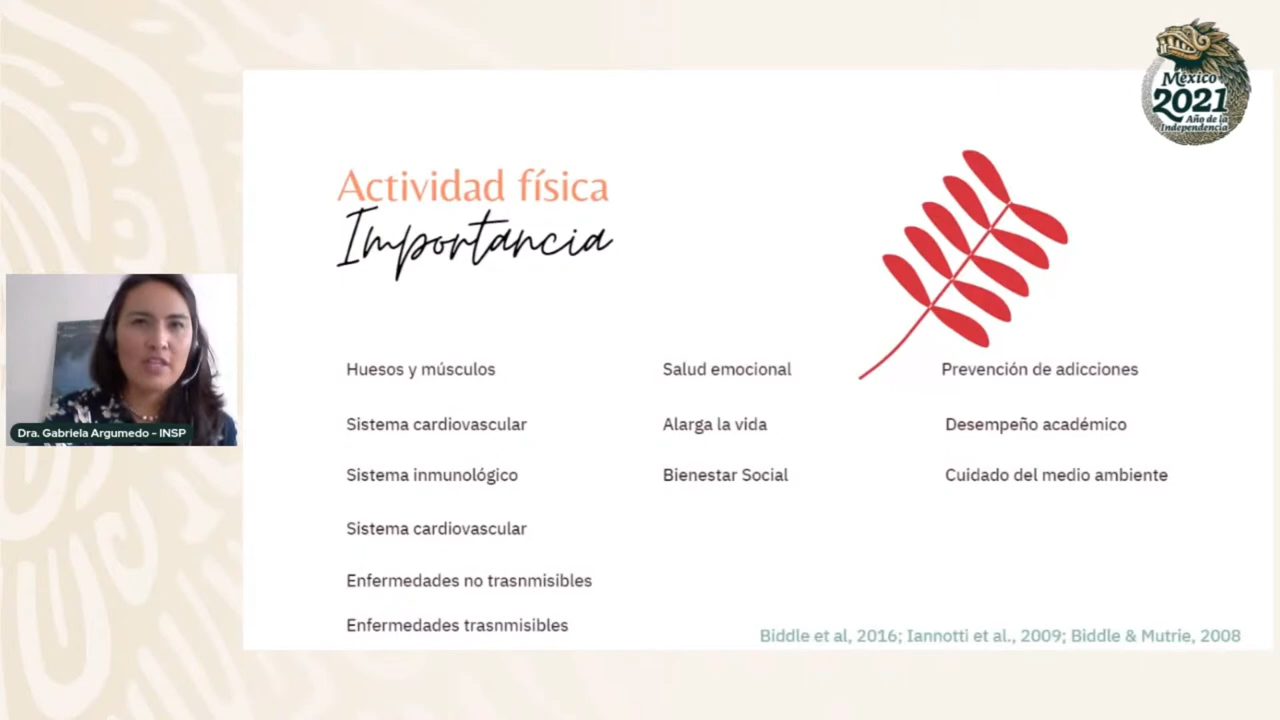 México
2021
Año de la
Independencia
Actividad física
Importancia
Huesos y músculos
Salud emocional
Prevención de adicciones
Sistema cardiovascular
Alarga la vida
Desempeño académico
Sistema inmunológico
Bienestar Social
Cuidado del medio ambiente
Sistema cardiovascular
Enfermedades no trasnmisibles
Enfermedades trasnmisibles
Biddle et al, 2016; Iannotti et al., 2009; Biddle & Mutrie, 2008
Dra. Gabriela Argumedo - INSP